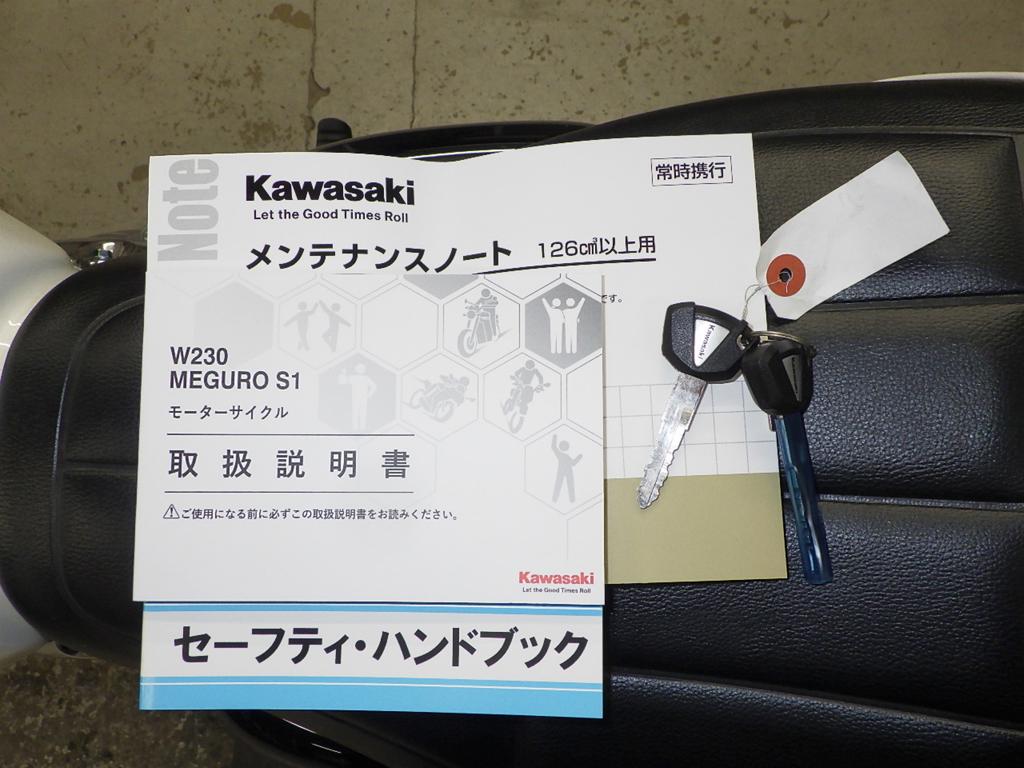 Note
Kawasaki
Let the Good Times Roll
常時携行
メンテナンスノート 126cm³以上用
です。
W230
MEGURO S1
モーターサイクル
取扱説明書
⚠ご使用になる前に必ずこの取扱説明書をお読みください。
Kawasaki
Let the Good Times Roll
セーフティ・ハンドブック
Kawasaki
Kawasaki